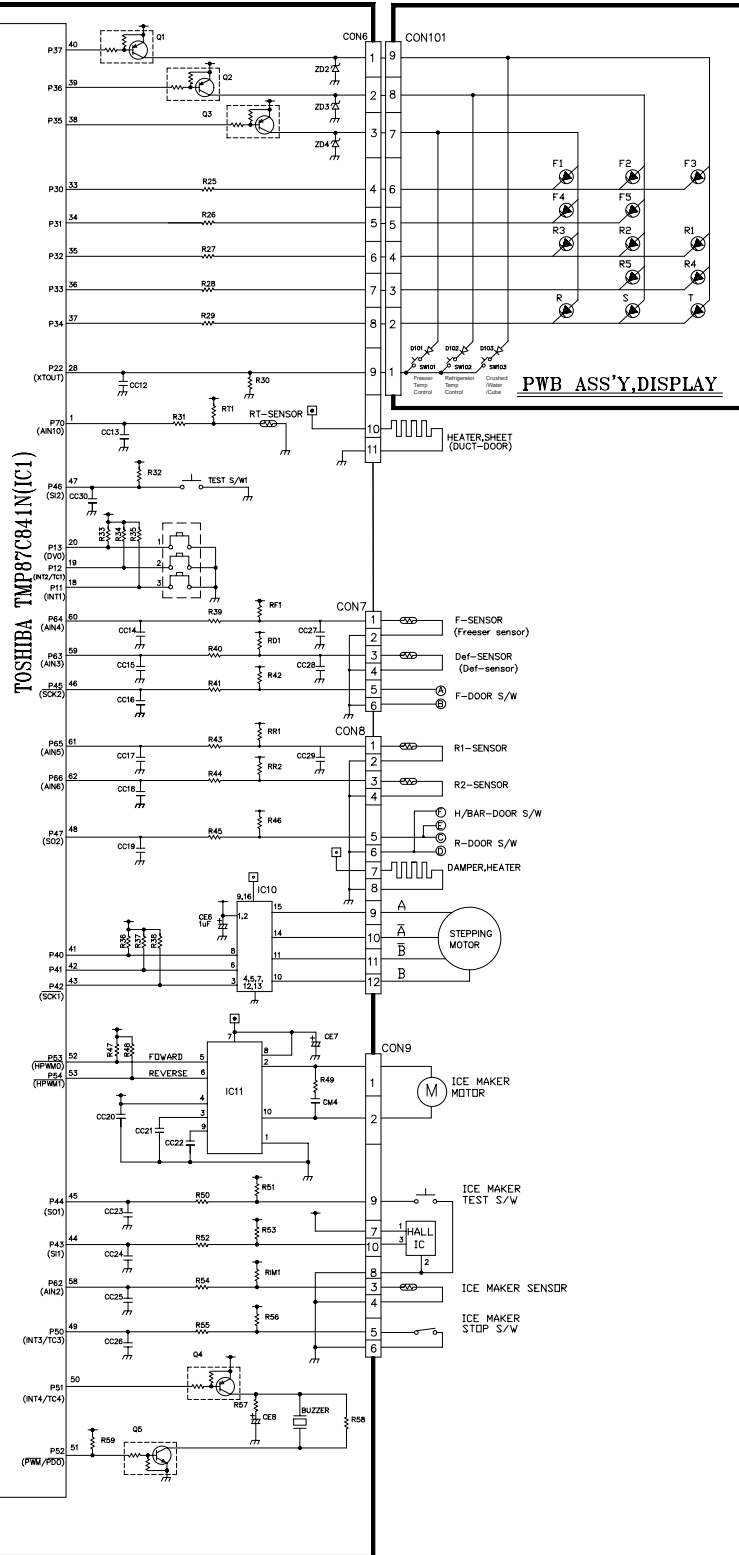 CON6 CON101
P37 40 Q1
ZD2 1 9
P36 39 Q2
ZD3 2 8
P35 38 Q3
ZD4 3 7
F1 F2 F3
P30 33 R25 4 6
F4 F5
P31 34 R26 5 5
R3 R2 R1
P32 35 R27 6 4
R5 R4
P33 36 R28 7 3
R S T
P34 37 R29 8 2
D101 D102 D103
SW101 SW102 SW103
P22 28 9 1
(XTOUT)
CC12 R30
Freezer Temp Control
Refrigerator Temp Control
Crushed /Water /Cube
PWB ASS'Y,DISPLAY
P70 1 R31 RT1 RT-SENSOR
(AIN10)
CC13
10
11
HEATER,SHEET
(DUCT-DOOR)
TOSHIBA TMP87C841N(IC1)
P46 47 R32 TEST S/W1
(SI2)
CC30
R33 R34 R35
P13 20 1
(DVO)
P12 19 2
(INT2/TC1)
P11 18 3
(INT1)
CON7
P64 60 R39 RF1 1 F-SENSOR
(AIN4)
CC14 CC27 2 (Freeser sensor)
P63 59 R40 RD1 3 Def-SENSOR
(AIN3)
CC15 CC28 4 (Def-sensor)
P45 46 R41 R42 5 A
(SCK2)
CC16 6 B
F-DOOR S/W
CON8
P65 61 R43 RR1 1 R1-SENSOR
(AIN5)
CC17 CC29 2
P66 62 R44 RR2 3 R2-SENSOR
(AIN6)
CC18 4
F H/BAR-DOOR S/W
E
P47 48 R45 R46 5 C
(SO2)
R-DOOR S/W
CC19 6 D
7 DAMPER,HEATER
8
9,16 IC10
CE6
1uF
1,2 15 9 A
14 10 A
11 11 B
10 12 B
STEPPING
MOTOR
R36 R37 R38
P40 41 8
P41 42 6
P42 43 3
(SCK1)
4,5,7,
12,13
7 CE7
CON9
R47 R48
P53 52 FOWARD 5 8
(HPWM0)
2
P54 53 REVERSE 6
(HPWM1)
IC11
R49
CM4
1
2
M
ICE MAKER
MOTOR
CC20 4
CC21 3 10
CC22 9 1
P44 45 R50 R51 9
(SO1)
CC23
ICE MAKER
TEST S/W
P43 44 R52 R53 7 1
(SI1)
CC24 10 3
HALL
IC
2
8
P62 58 R54 RIM1 3 ICE MAKER SENSOR
(AIN2)
CC25 4
P50 49 R55 R56 5
(INT3/TC3)
CC26 6
ICE MAKER
STOP S/W
P51 50 Q4
(INT4/TC4)
R57 CE8 BUZZER R58
P52 51 R59 Q5
(PWM/PDO)